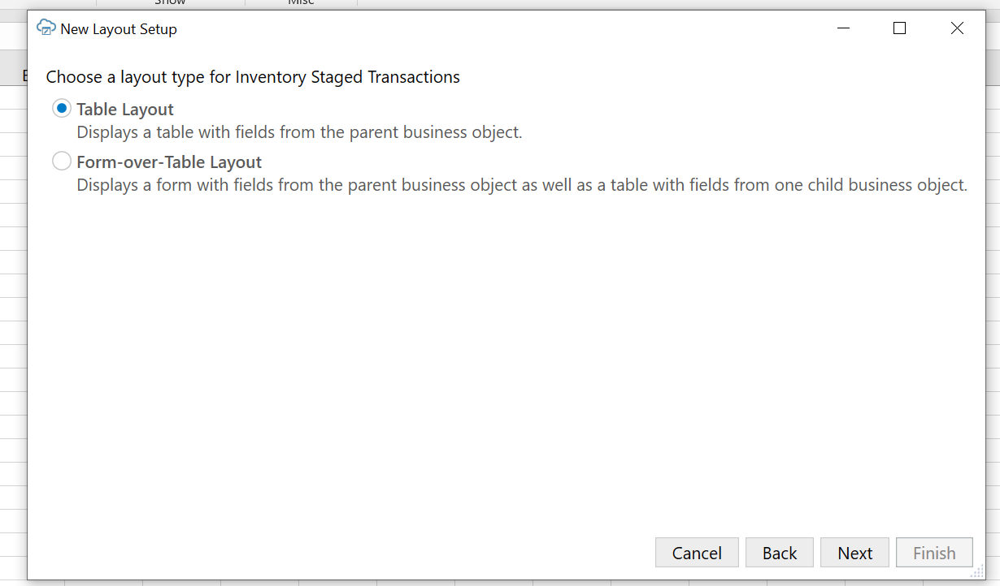 Show Misc
New Layout Setup
Choose a layout type for Inventory Staged Transactions
Table Layout
Displays a table with fields from the parent business object.
Form-over-Table Layout
Displays a form with fields from the parent business object as well as a table with fields from one child business object.
Cancel Back Next Finish